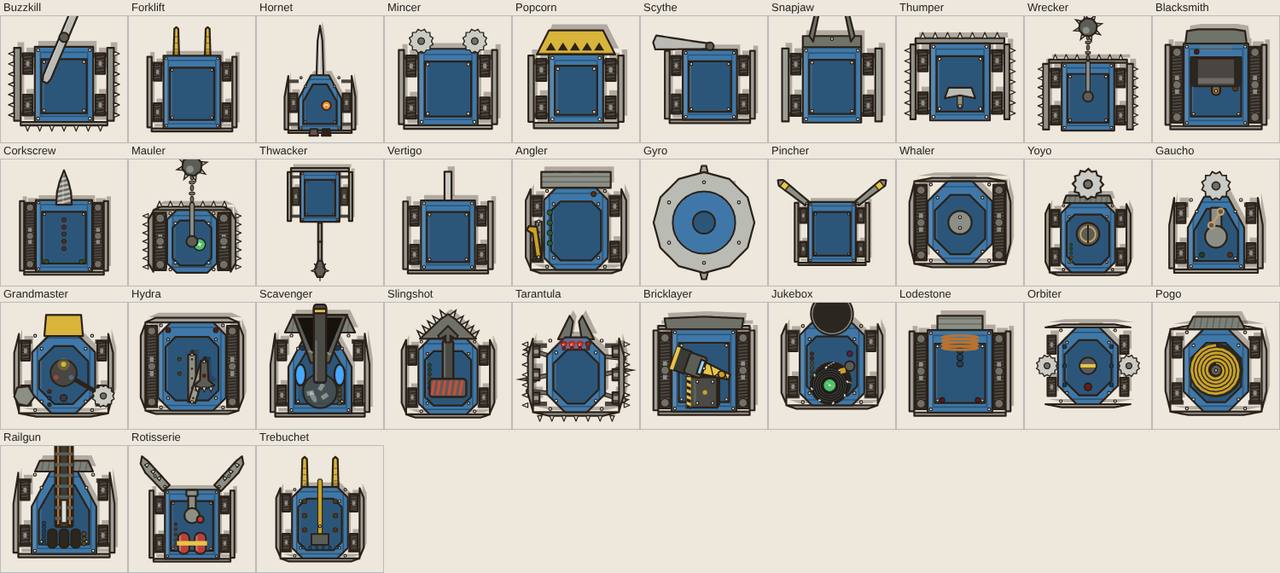 Buzzkill Forklift Hornet Mincer Popcorn Scythe Snapjaw Thumper Wrecker Blacksmith
Corkscrew Mauler Thwacker Vertigo Angler Gyro Pincher Whaler Yoyo Gaucho
Grandmaster Hydra Scavenger Slingshot Tarantula Bricklayer Jukebox Lodestone Orbiter Pogo
Railgun Rotisserie Trebuchet